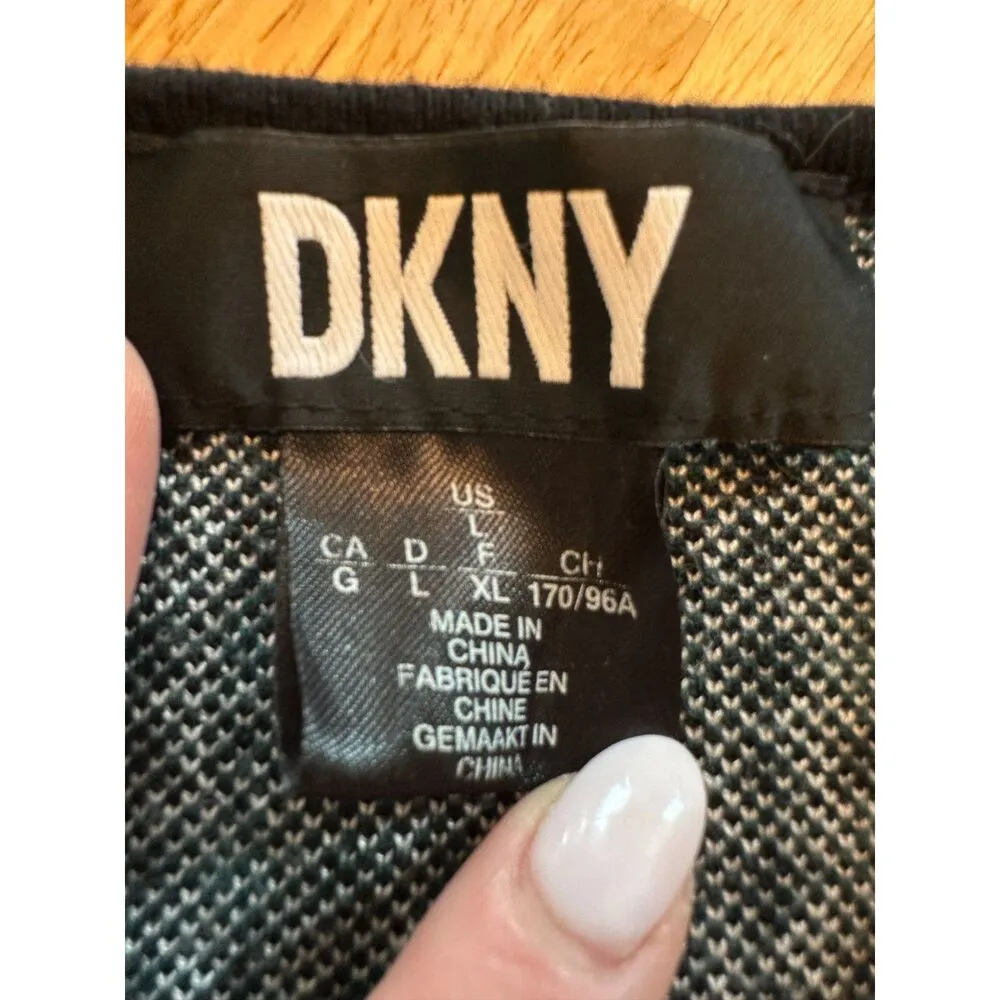 DKNY
US
L
CA D F CH
G L XL 170/96A
MADE IN
CHINA
FABRIQUÉ EN
CHINE
GEMAAKT IN
CHINA